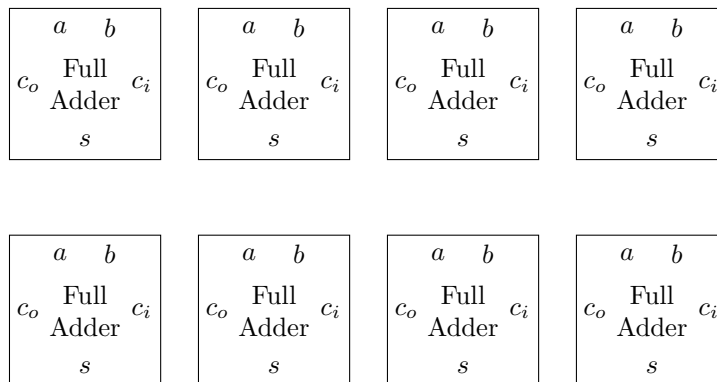 a b a b a b a b
Full Full Full Full
c_o c_i c_o c_i c_o c_i c_o c_i
Adder Adder Adder Adder
s s s s
a b a b a b a b
Full Full Full Full
c_o c_i c_o c_i c_o c_i c_o c_i
Adder Adder Adder Adder
s s s s